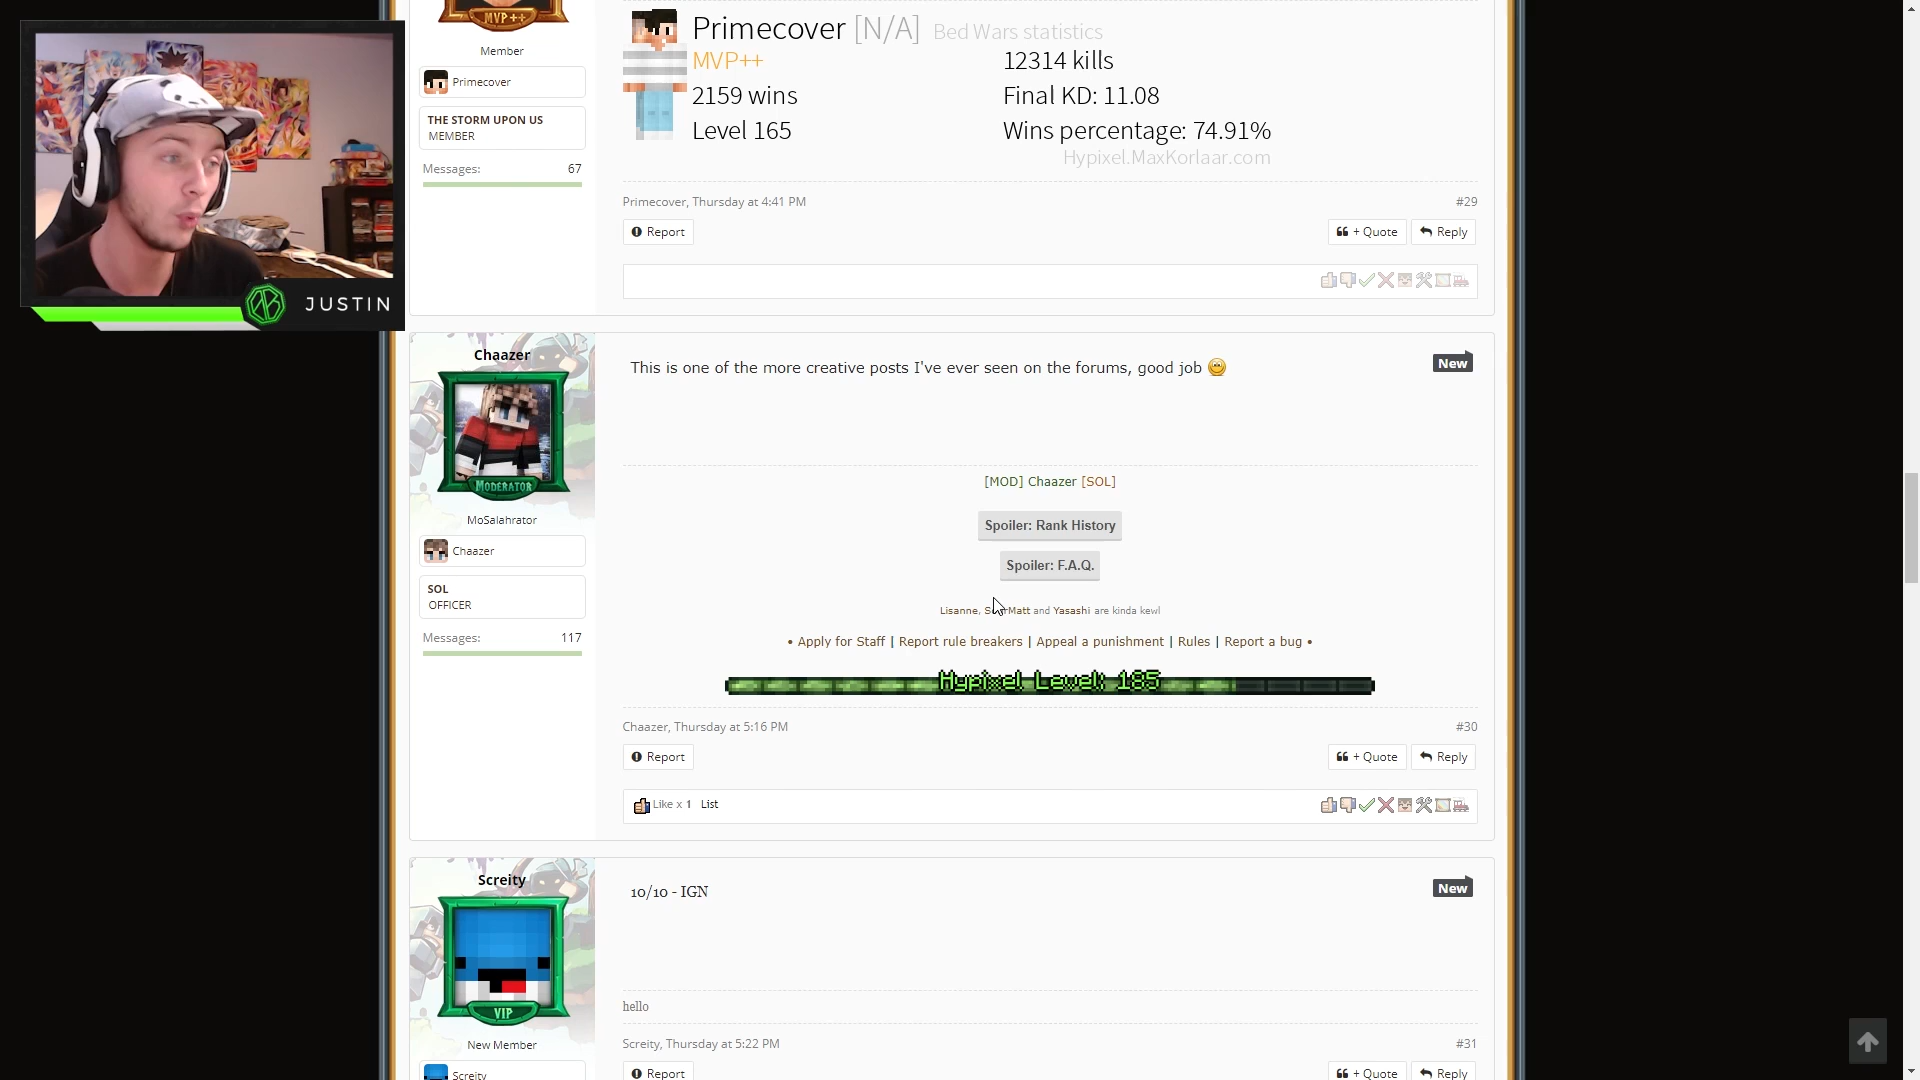 MVP++
Member
Primecover
THE STORM UPON US
MEMBER
Messages: 67
Primecover [N/A] Bed Wars statistics
MVP++ 12314 kills
2159 wins Final KD: 11.08
Level 165 Wins percentage: 74.91%
Hypixel.MaxKorlaar.com
Primecover, Thursday at 4:41 PM #29
Report + Quote Reply
JUSTIN
Chaazer
MODERATOR
MoSalahrator
Chaazer
SOL
OFFICER
Messages: 117
This is one of the more creative posts I've ever seen on the forums, good job
New
[MOD] Chaazer [SOL]
Spoiler: Rank History
Spoiler: F.A.Q.
Lisanne, Matt and Yasashi are kinda kewl
• Apply for Staff | Report rule breakers | Appeal a punishment | Rules | Report a bug •
Hypixel Level: 185
Chaazer, Thursday at 5:16 PM #30
Report + Quote Reply
Like x 1 List
Screity
VIP
New Member
Screity
10/10 - IGN
New
hello
Screity, Thursday at 5:22 PM #31
Report + Quote Reply